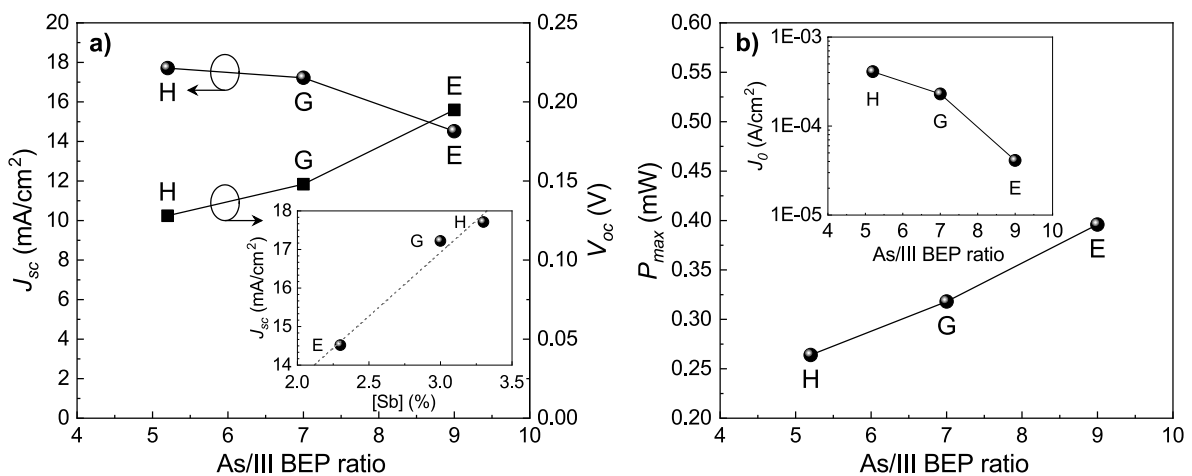 a)
20
18
16
14
12
10
8
6
4
2
0
J_sc (mA/cm²)
0.25
0.20
0.15
0.10
0.05
0.00
V_oc (V)
H
G
E
E
H
G
4 5 6 7 8 9 10
As/III BEP ratio
18
17
16
15
14
J_sc (mA/cm²)
E
G
H
2.0 2.5 3.0 3.5
[Sb] (%)
b)
0.60
0.55
0.50
0.45
0.40
0.35
0.30
0.25
0.20
P_max (mW)
H
G
E
4 5 6 7 8 9 10
As/III BEP ratio
1E-03
1E-04
1E-05
J_0 (A/cm²)
H
G
E
4 5 6 7 8 9 10
As/III BEP ratio